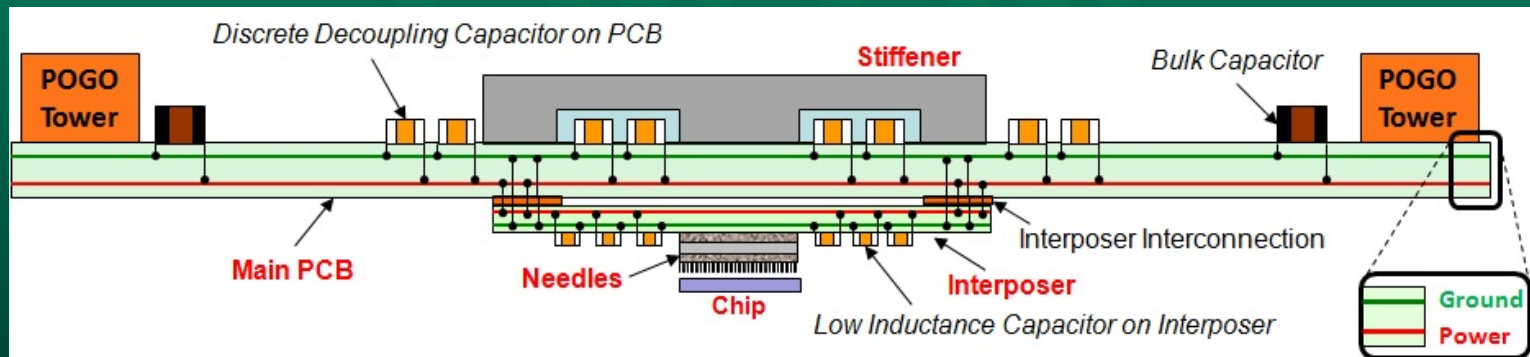 Discrete Decoupling Capacitor on PCB
Stiffener
Bulk Capacitor
POGO
Tower
POGO
Tower
Interposer Interconnection
Main PCB
Needles
Interposer
Chip
Low Inductance Capacitor on Interposer
Ground
Power